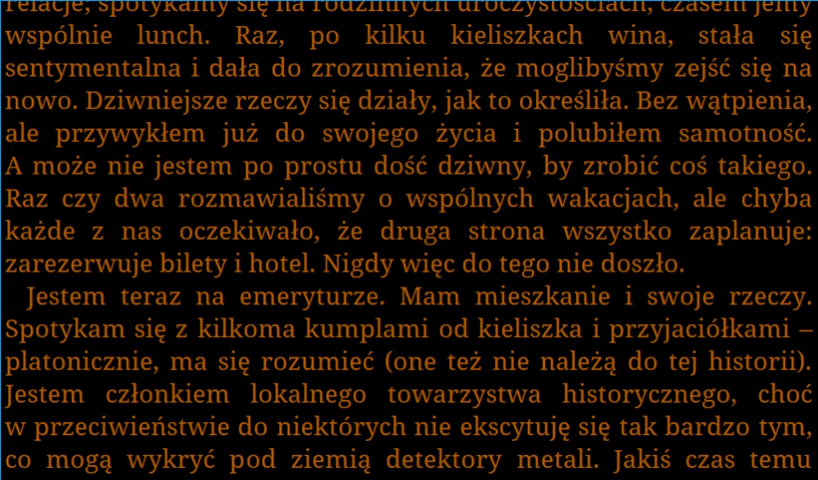 relacje, spotykamy się na rodzinnych uroczystościach, czasem jemy
wspólnie lunch. Raz, po kilku kieliszkach wina, stała się
sentymentalna i dała do zrozumienia, że moglibyśmy zejść się na
nowo. Dziwniejsze rzeczy się działy, jak to określiła. Bez wątpienia,
ale przywykłem już do swojego życia i polubiłem samotność.
A może nie jestem po prostu dość dziwny, by zrobić coś takiego.
Raz czy dwa rozmawialiśmy o wspólnych wakacjach, ale chyba
każde z nas oczekiwało, że druga strona wszystko zaplanuje:
zarezerwuje bilety i hotel. Nigdy więc do tego nie doszło.
Jestem teraz na emeryturze. Mam mieszkanie i swoje rzeczy.
Spotykam się z kilkoma kumplami od kieliszka i przyjaciółkami –
platonicznie, ma się rozumieć (one też nie należą do tej historii).
Jestem członkiem lokalnego towarzystwa historycznego, choć
w przeciwieństwie do niektórych nie ekscytuję się tak bardzo tym,
co mogą wykryć pod ziemią detektory metali. Jakiś czas temu